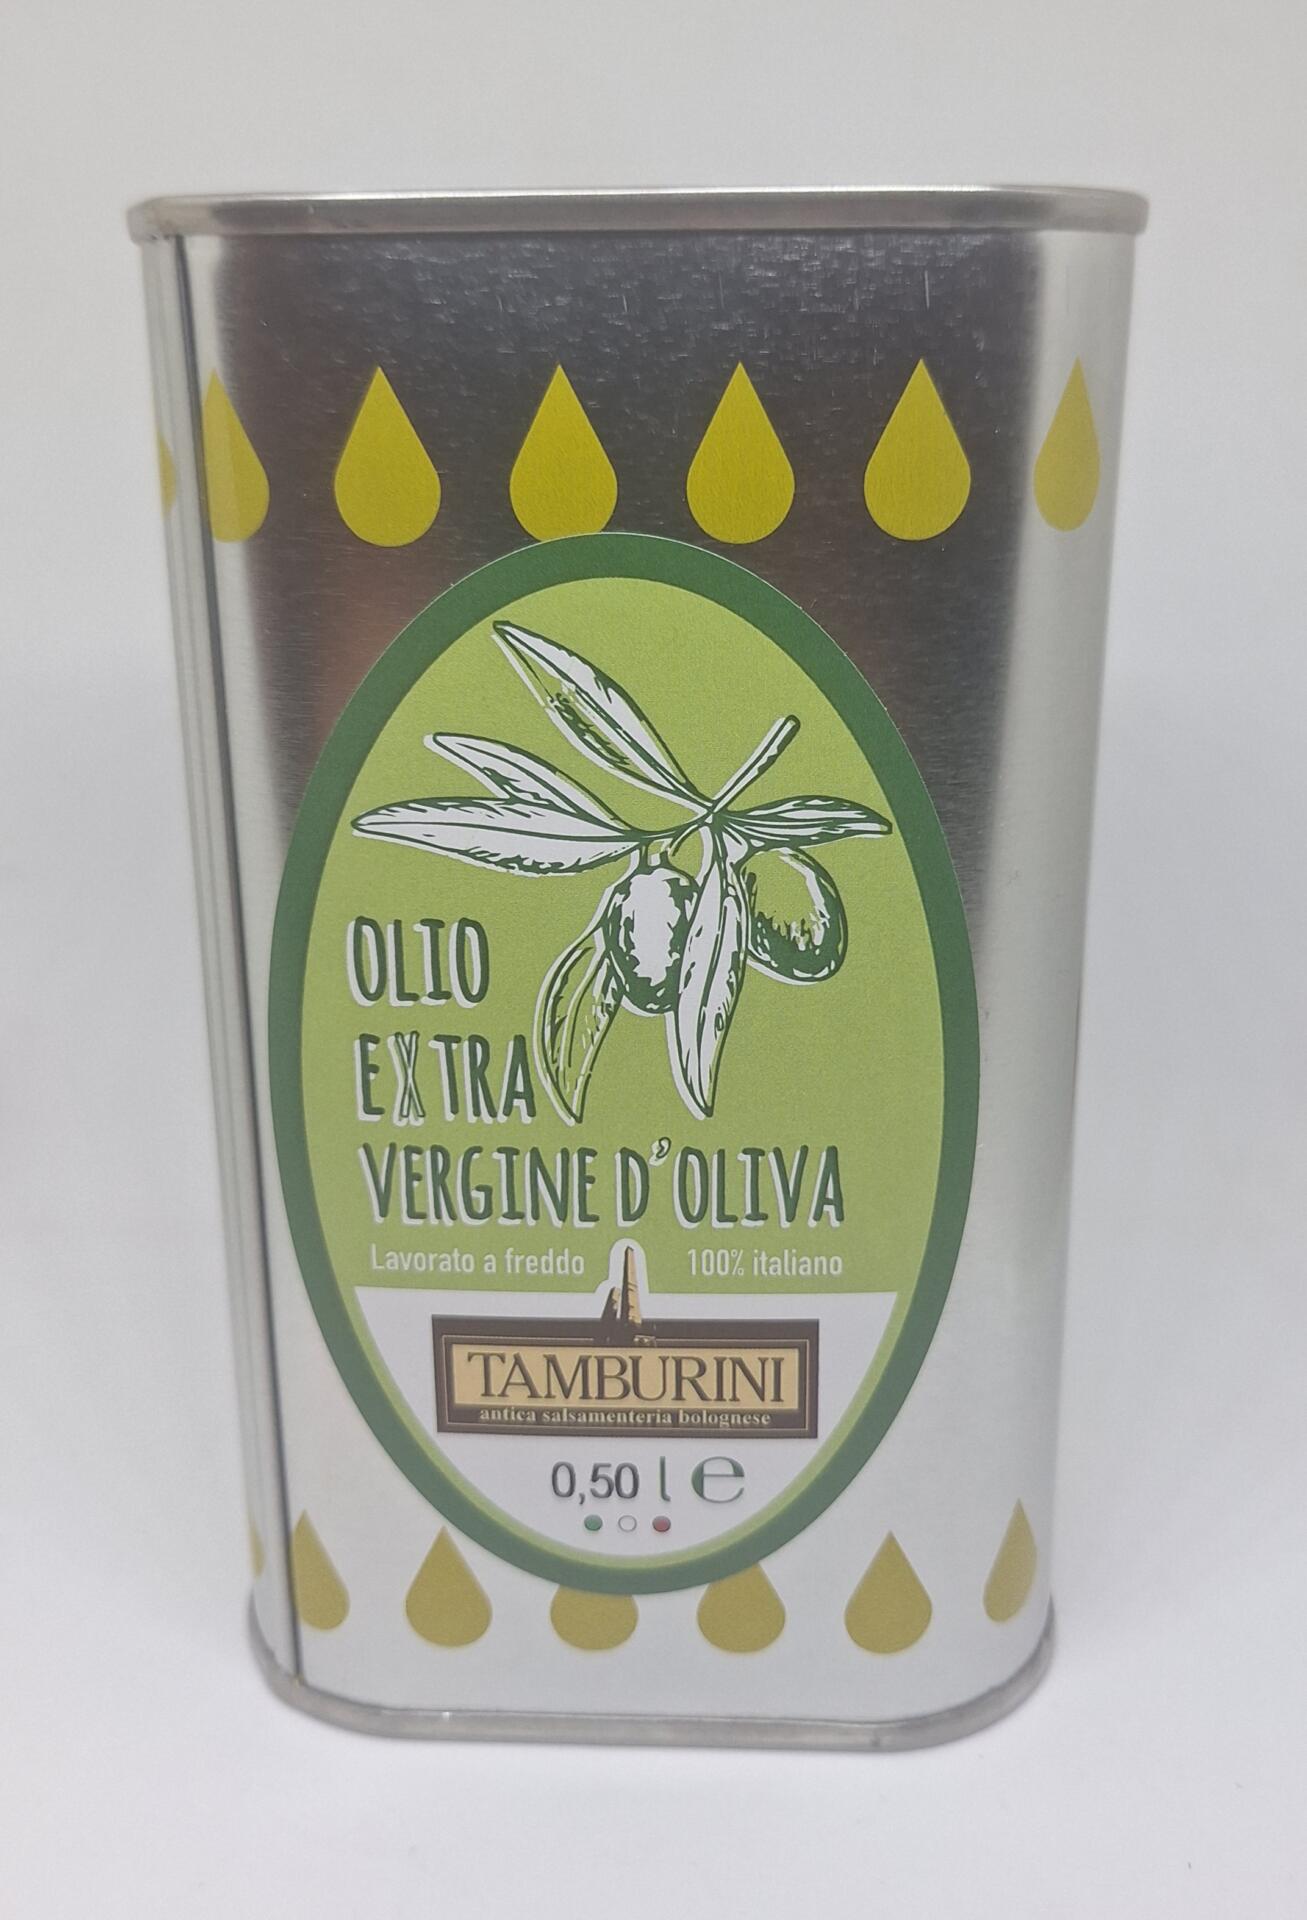 OLIO
EXTRA
VERGINE D'OLIVA
Lavorato a freddo 100% italiano
TAMBURINI
antica salsamenteria bolognese
0,50 l e